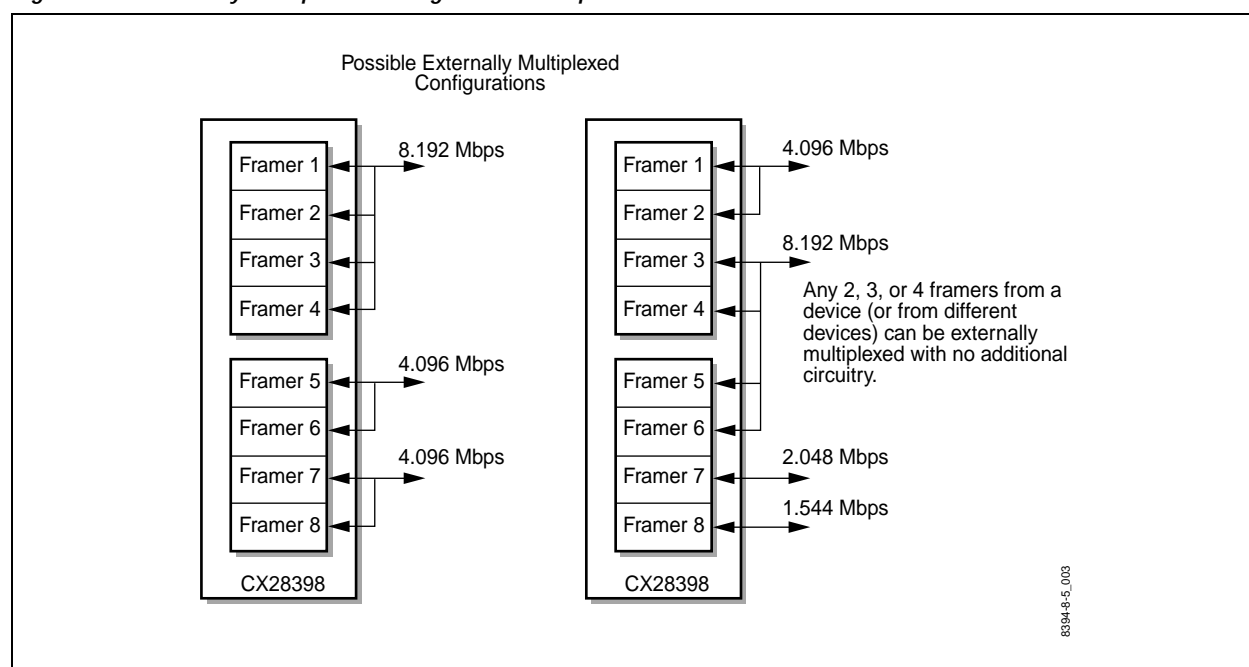 Possible Externally Multiplexed
Configurations
Framer 1
Framer 2
Framer 3
Framer 4
8.192 Mbps
Framer 5
Framer 6
Framer 7
Framer 8
4.096 Mbps
4.096 Mbps
CX28398
Framer 1
Framer 2
Framer 3
Framer 4
4.096 Mbps
8.192 Mbps
Any 2, 3, or 4 framers from a
device (or from different
devices) can be externally
multiplexed with no additional
circuitry.
Framer 5
Framer 6
Framer 7
Framer 8
2.048 Mbps
1.544 Mbps
CX28398
8394-8-5_003